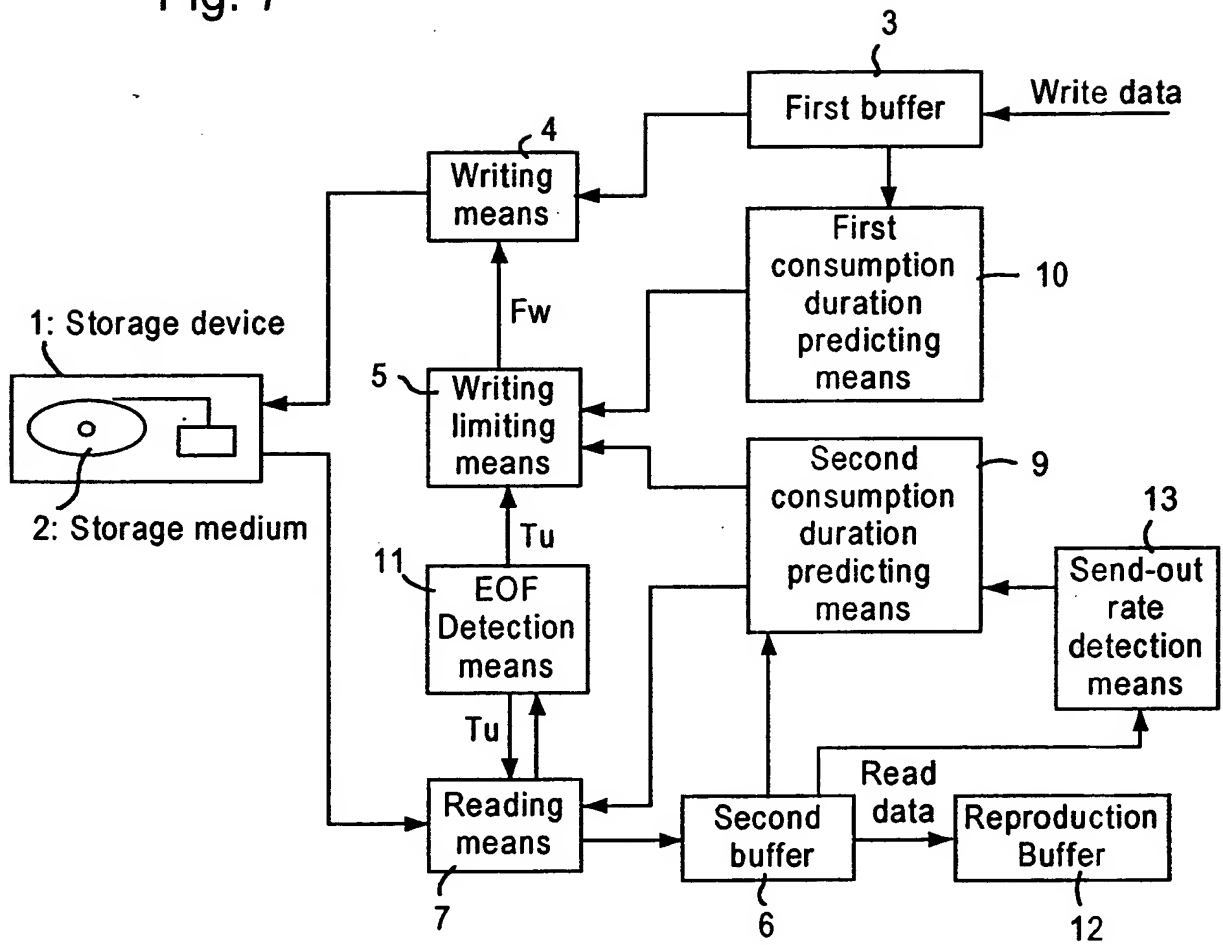 Fig. 7
3
First buffer
Write data
4
Writing
means
First
consumption
duration
predicting
means
10
Fw
1: Storage device
5
Writing
limiting
means
2: Storage medium
Second
consumption
duration
predicting
means
9
13
Tu
11
EOF
Detection
means
Send-out
rate
detection
means
Tu
Read
data
Reading
means
Second
buffer
Reproduction
Buffer
7
6
12